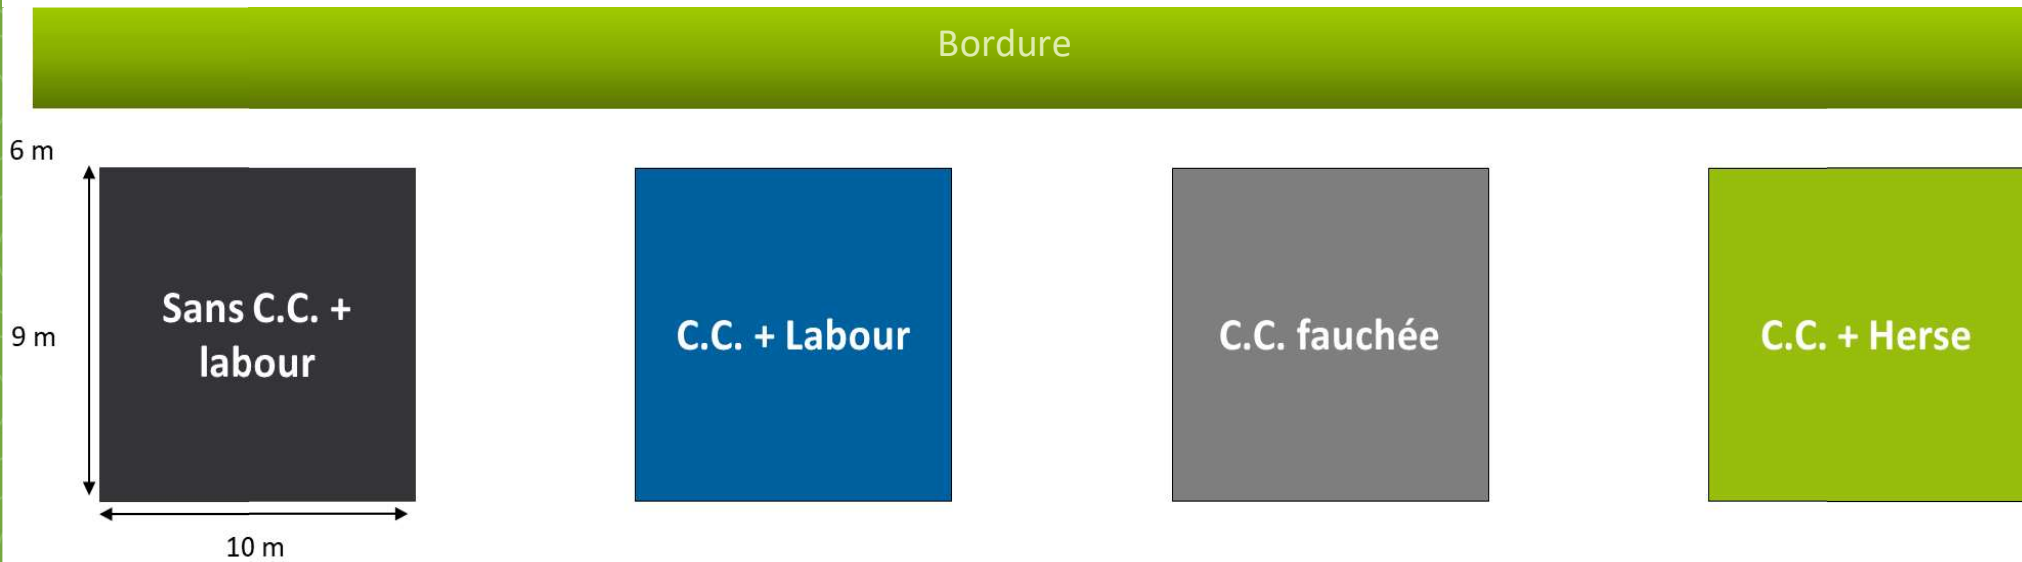 Bordure
6 m
Sans C.C. +
labour
C.C. + Labour
C.C. fauchée
C.C. + Herse
9 m
10 m